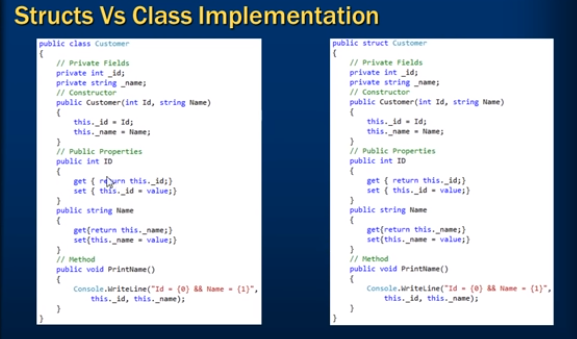 Structs Vs Class Implementation
public class Customer
{
// Private Fields
private int _id;
private string _name;
// Constructor
public Customer(int Id, string Name)
{
this._id = Id;
this._name = Name;
}
// Public Properties
public int ID
{
get { return this._id;}
set { this._id = value;}
}
public string Name
{
get{return this._name;}
set{this._name = value;}
}
// Method
public void PrintName()
{
Console.WriteLine("Id = {0} && Name = {1}",
this._id, this._name);
}
}
public struct Customer
{
// Private Fields
private int _id;
private string _name;
// Constructor
public Customer(int Id, string Name)
{
this._id = Id;
this._name = Name;
}
// Public Properties
public int ID
{
get { return this._id;}
set { this._id = value;}
}
public string Name
{
get{return this._name;}
set{this._name = value;}
}
// Method
public void PrintName()
{
Console.WriteLine("Id = {0} && Name = {1}",
this._id, this._name);
}
}